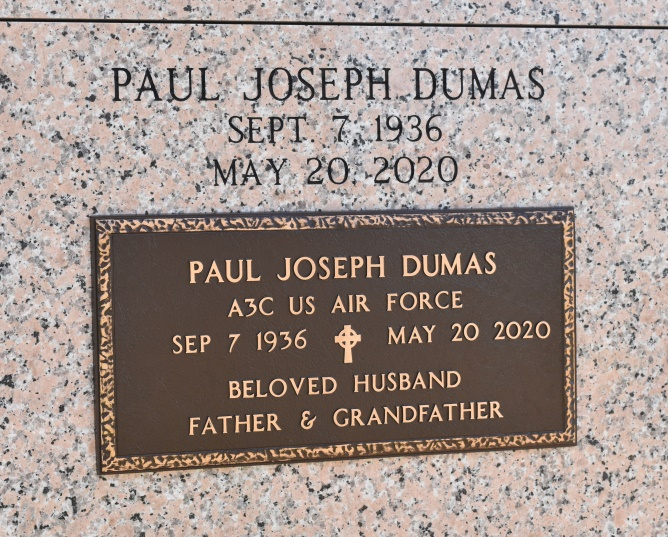 PAUL JOSEPH DUMAS
SEPT 7, 1936
MAY 20, 2020
PAUL JOSEPH DUMAS
A3C US AIR FORCE
SEP 7 1936 MAY 20 2020
BELOVED HUSBAND
FATHER & GRANDFATHER